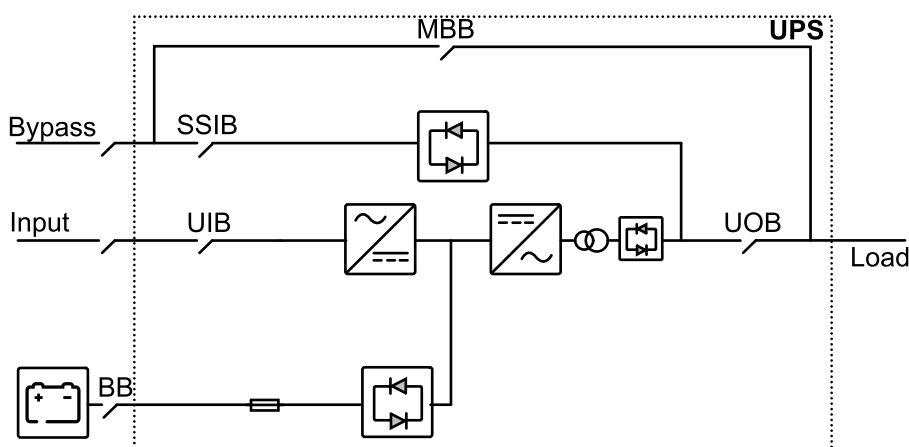 MBB
UPS
Bypass
SSIB
Input
UIB
UOB
Load
BB
+ -